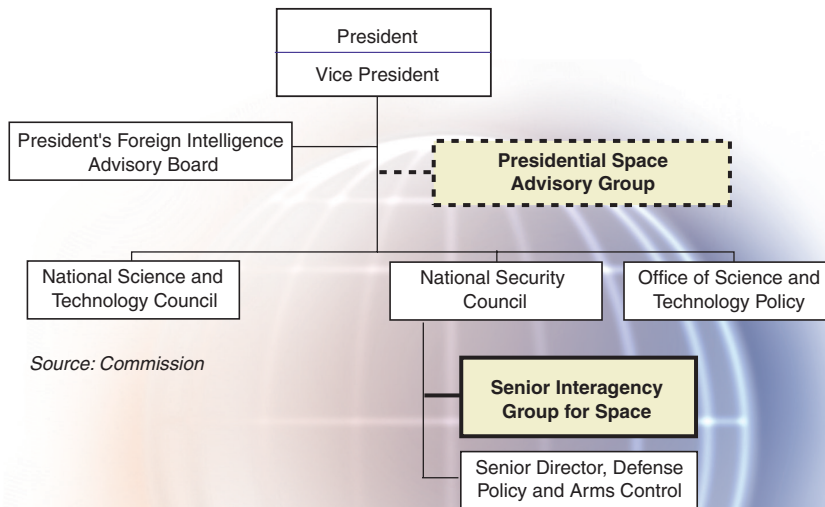 President
Vice President
President's Foreign Intelligence
Advisory Board
Presidential Space
Advisory Group
National Science and
Technology Council
National Security
Council
Office of Science and
Technology Policy
Source: Commission
Senior Interagency
Group for Space
Senior Director, Defense
Policy and Arms Control